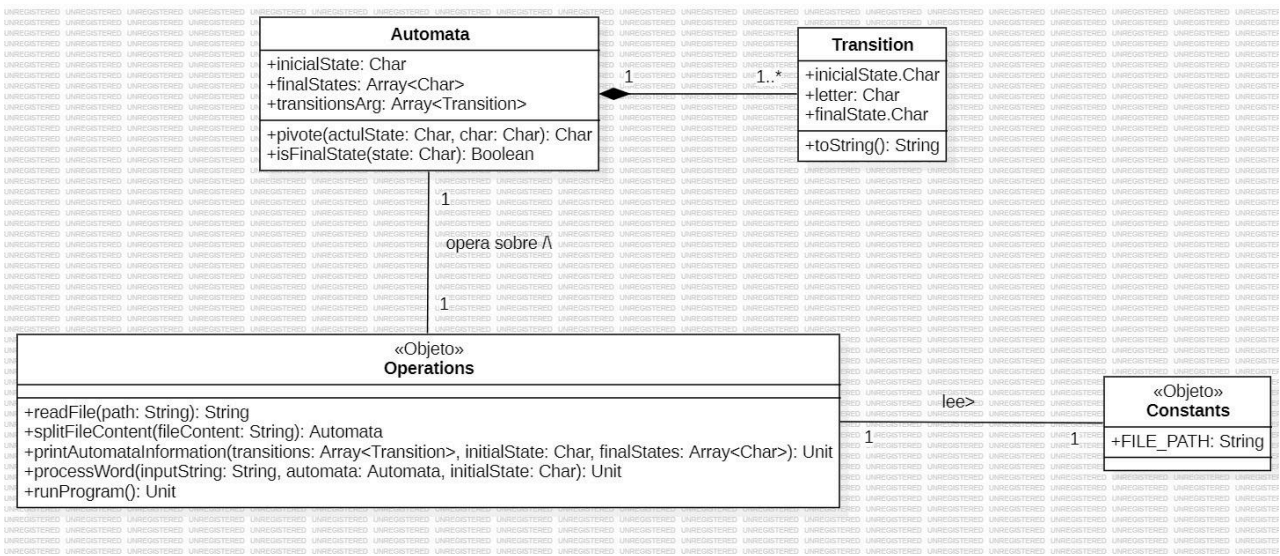 Automata
+inicialState: Char
+finalStates: Array<Char>
+transitionsArg: Array<Transition>
+pivote(actulState: Char, char: Char): Char
+isFinalState(state: Char): Boolean
1
1..*
Transition
+inicialState.Char
+letter: Char
+finalState.Char
+toString(): String
1
opera sobre /\
1
«Objeto»
Operations
+readFile(path: String): String
+splitFileContent(fileContent: String): Automata
+printAutomataInformation(transitions: Array<Transition>, initialState: Char, finalStates: Array<Char>): Unit
+processWord(inputString: String, automata: Automata, initialState: Char): Unit
+runProgram(): Unit
lee>
1
1
«Objeto»
Constants
+FILE_PATH: String
UNREGISTERED